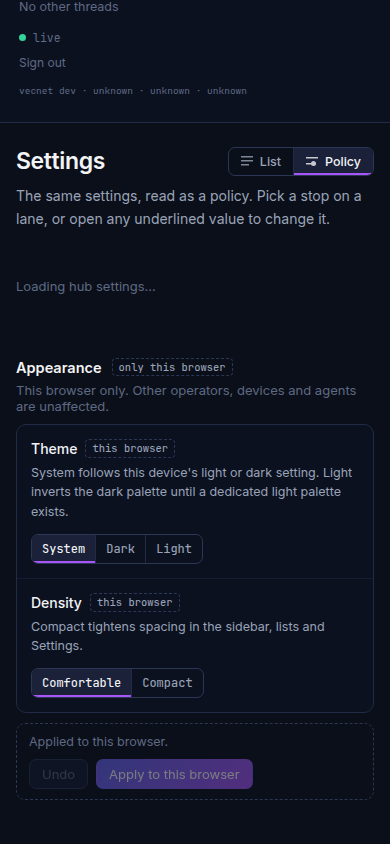 No other threads
live
Sign out
vecnet dev · unknown · unknown · unknown
Settings
List
Policy
The same settings, read as a policy. Pick a stop on a
lane, or open any underlined value to change it.
Loading hub settings...
Appearance
only this browser
This browser only. Other operators, devices and agents
are unaffected.
Theme
this browser
System follows this device's light or dark setting. Light
inverts the dark palette until a dedicated light palette
exists.
System
Dark
Light
Density
this browser
Compact tightens spacing in the sidebar, lists and
Settings.
Comfortable
Compact
Applied to this browser.
Undo
Apply to this browser